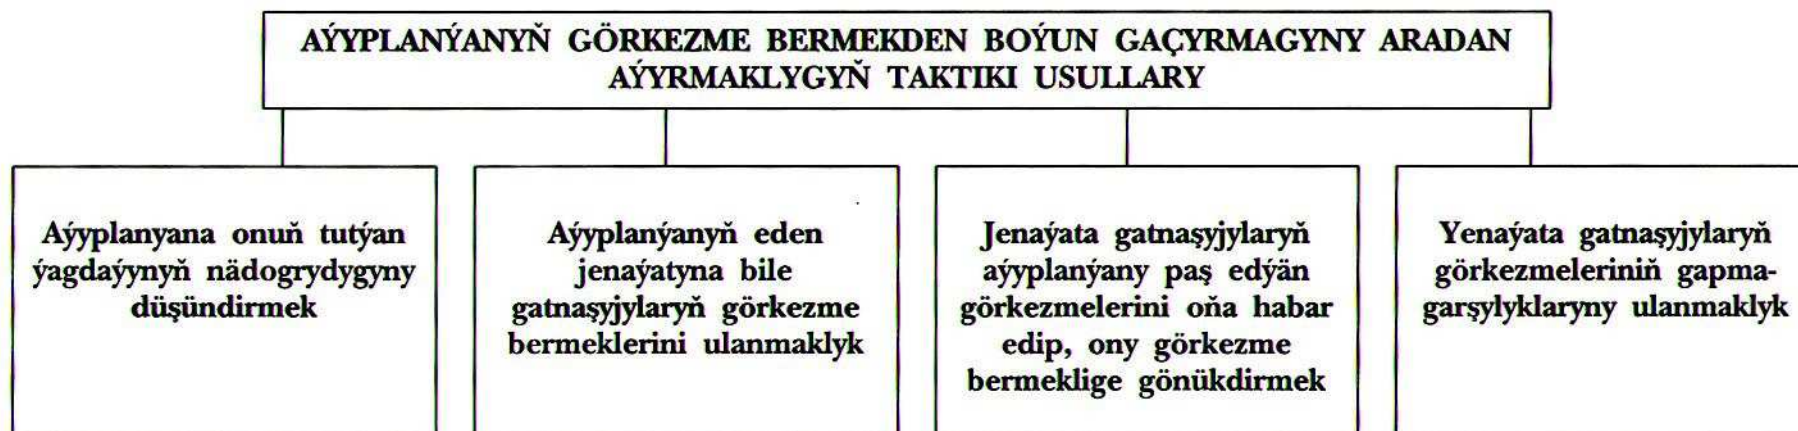 AÝYPLANÝANYŇ GÖRKEZME BERMEKDEN BOÝUN GAÇYRMAGYNY ARADAN
AÝYRMAKLYGYŇ TAKTIKI USULLARY
Aýyplanyana onuň tutýan
ýagdaýynyň nädogrydygyny
düşündirmek
Aýyplanýanyň eden
jenaýatyna bile
gatnaşyjylaryň görkezme
bermeklerini ulanmaklyk
Jenaýata gatnaşyjylaryň
aýyplanýany paş edýän
görkezmelerini oňa habar
edip, ony görkezme
bermeklige gönükdirmek
Yenaýata gatnaşyjylaryň
görkezmeleriniň gapma-
garşylyklaryny ulanmaklyk